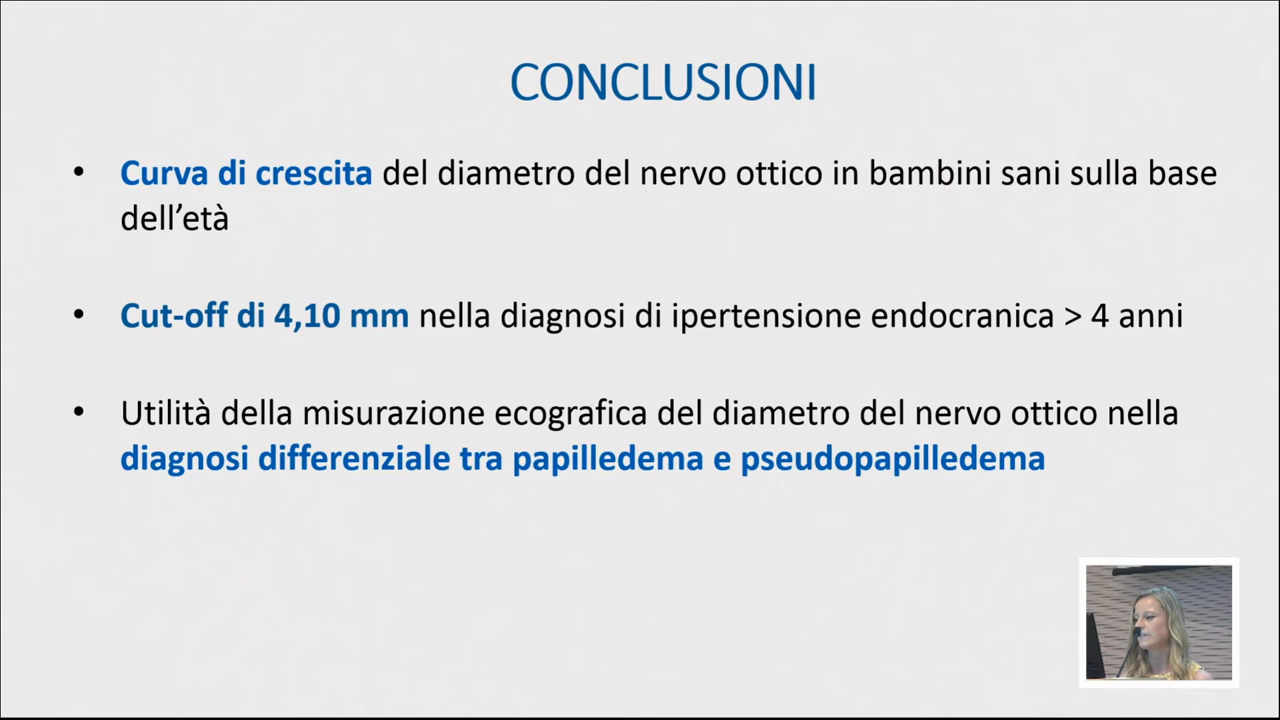 CONCLUSIONI
• Curva di crescita del diametro del nervo ottico in bambini sani sulla base
dell’età
• Cut-off di 4,10 mm nella diagnosi di ipertensione endocranica > 4 anni
• Utilità della misurazione ecografica del diametro del nervo ottico nella
diagnosi differenziale tra papilledema e pseudopapilledema